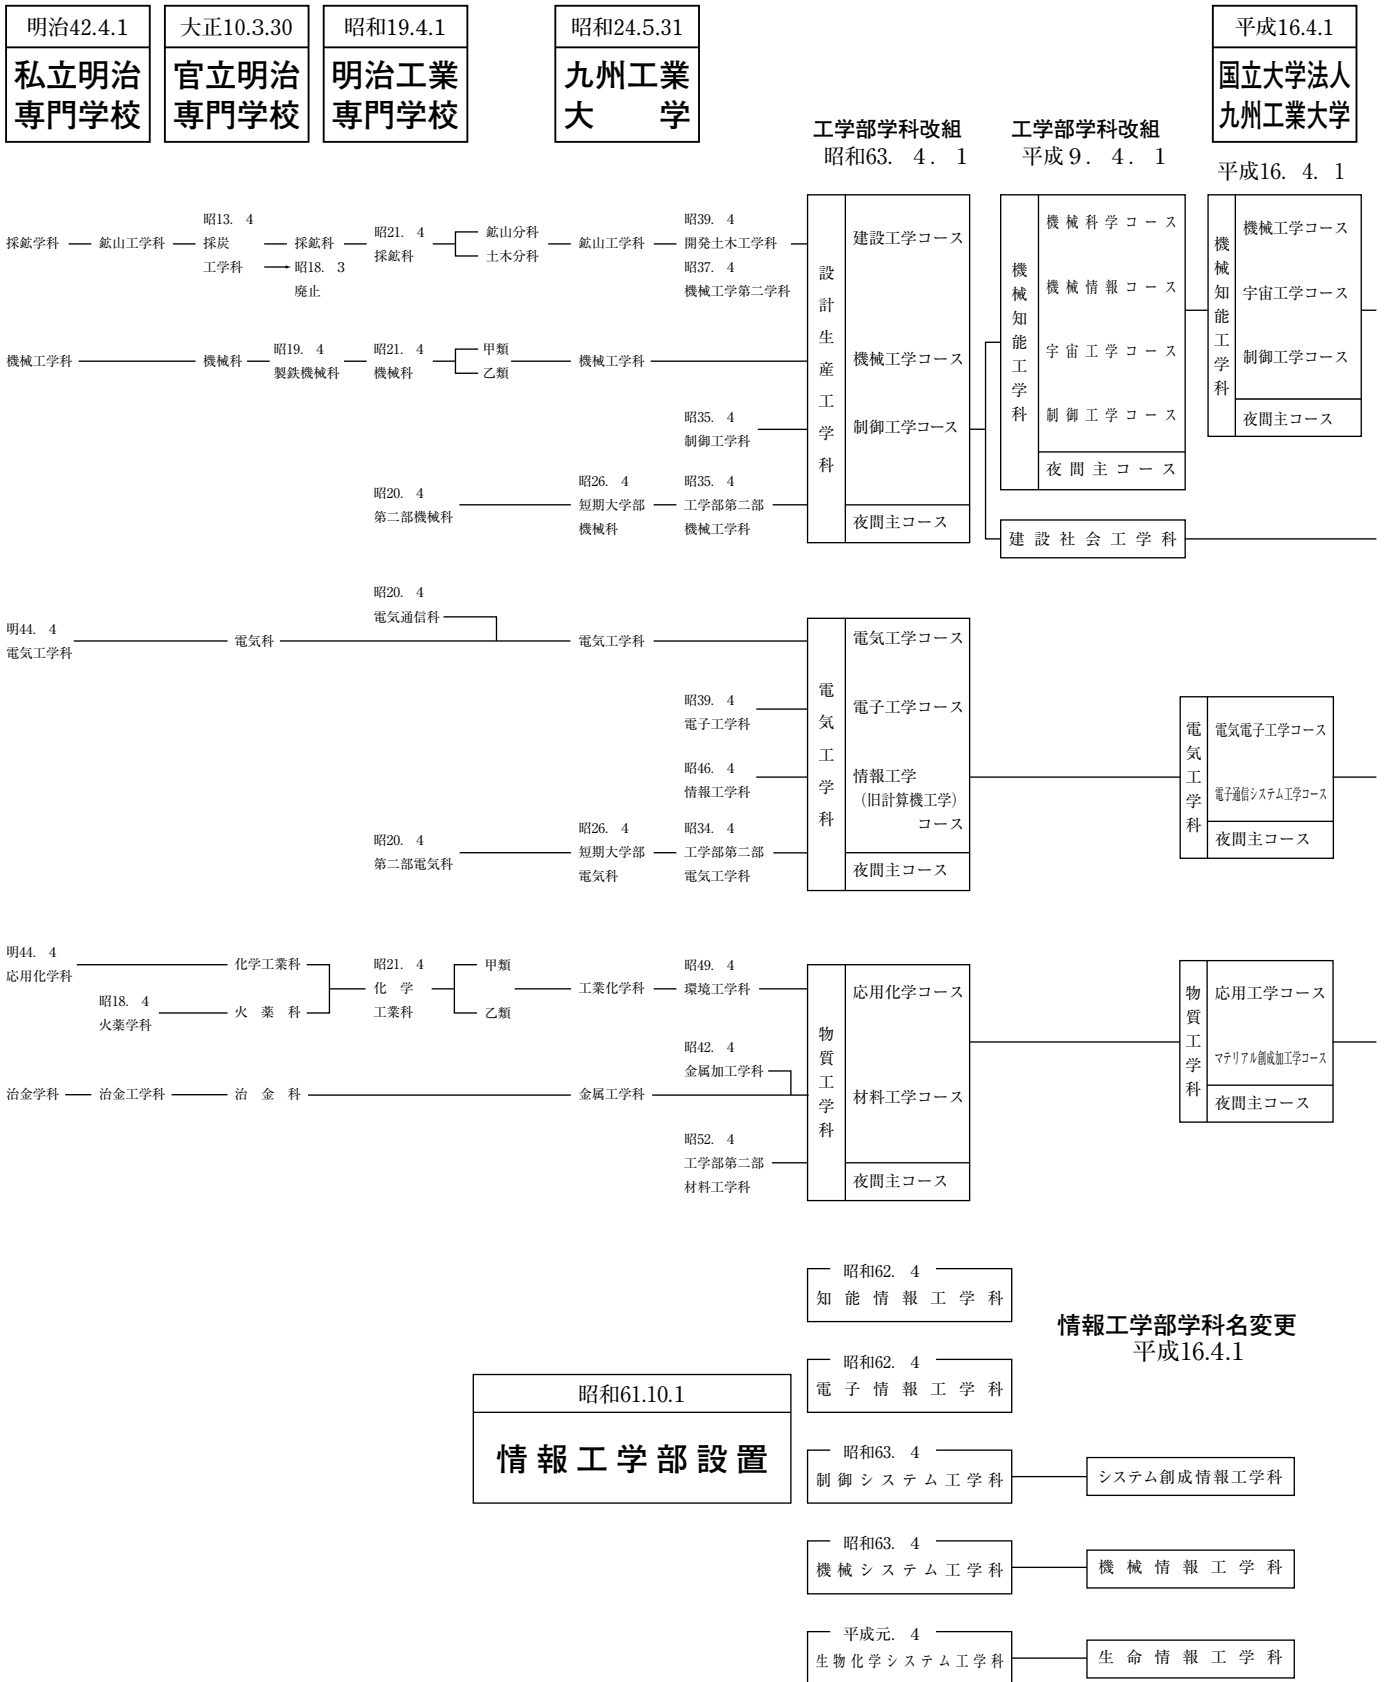 明治42.4.1
私立明治
専門学校
大正10.3.30
官立明治
専門学校
昭和19.4.1
明治工業
専門学校
昭和24.5.31
九州工業
大　学
平成16.4.1
国立大学法人
九州工業大学
工学部学科改組
昭和63. 4. 1
工学部学科改組
平成9. 4. 1
平成16. 4. 1
採鉱学科
鉱山工学科
昭13. 4
採炭
工学科
採鉱科
昭18. 3
廃止
昭21. 4
採鉱科
鉱山分科
土木分科
鉱山工学科
昭39. 4
開発土木工学科
昭37. 4
機械工学第二学科
機械工学科
機械科
昭19. 4
製鉄機械科
昭21. 4
機械科
甲類
乙類
機械工学科
昭35. 4
制御工学科
昭20. 4
第二部機械科
昭26. 4
短期大学部
機械科
昭35. 4
工学部第二部
機械工学科
設計生産工学科
建設工学コース
機械工学コース
制御工学コース
夜間主コース
機械知能工学科
機械科学コース
機械情報コース
宇宙工学コース
制御工学コース
夜間主コース
建設社会工学科
機械知能工学科
機械工学コース
宇宙工学コース
制御工学コース
夜間主コース
明44. 4
電気工学科
電気科
昭20. 4
電気通信科
電気工学科
昭39. 4
電子工学科
昭46. 4
情報工学科
昭20. 4
第二部電気科
昭26. 4
短期大学部
電気科
昭34. 4
工学部第二部
電気工学科
電気工学科
電気工学コース
電子工学コース
情報工学
（旧計算機工学）
コース
夜間主コース
電気工学科
電気電子工学コース
電子通信システム工学コース
夜間主コース
明44. 4
応用化学科
昭18. 4
火薬学科
化学工業科
火薬科
昭21. 4
化学
工業科
甲類
乙類
工業化学科
昭49. 4
環境工学科
昭42. 4
金属加工学科
冶金学科
冶金工学科
冶金科
金属工学科
昭52. 4
工学部第二部
材料工学科
物質工学科
応用化学コース
材料工学コース
夜間主コース
物質工学科
応用工学コース
マテリアル創成加工学コース
夜間主コース
昭和61.10.1
情報工学部設置
昭和62. 4
知能情報工学科
昭和62. 4
電子情報工学科
昭和63. 4
制御システム工学科
昭和63. 4
機械システム工学科
平成元. 4
生物化学システム工学科
情報工学部学科名変更
平成16.4.1
システム創成情報工学科
機械情報工学科
生命情報工学科